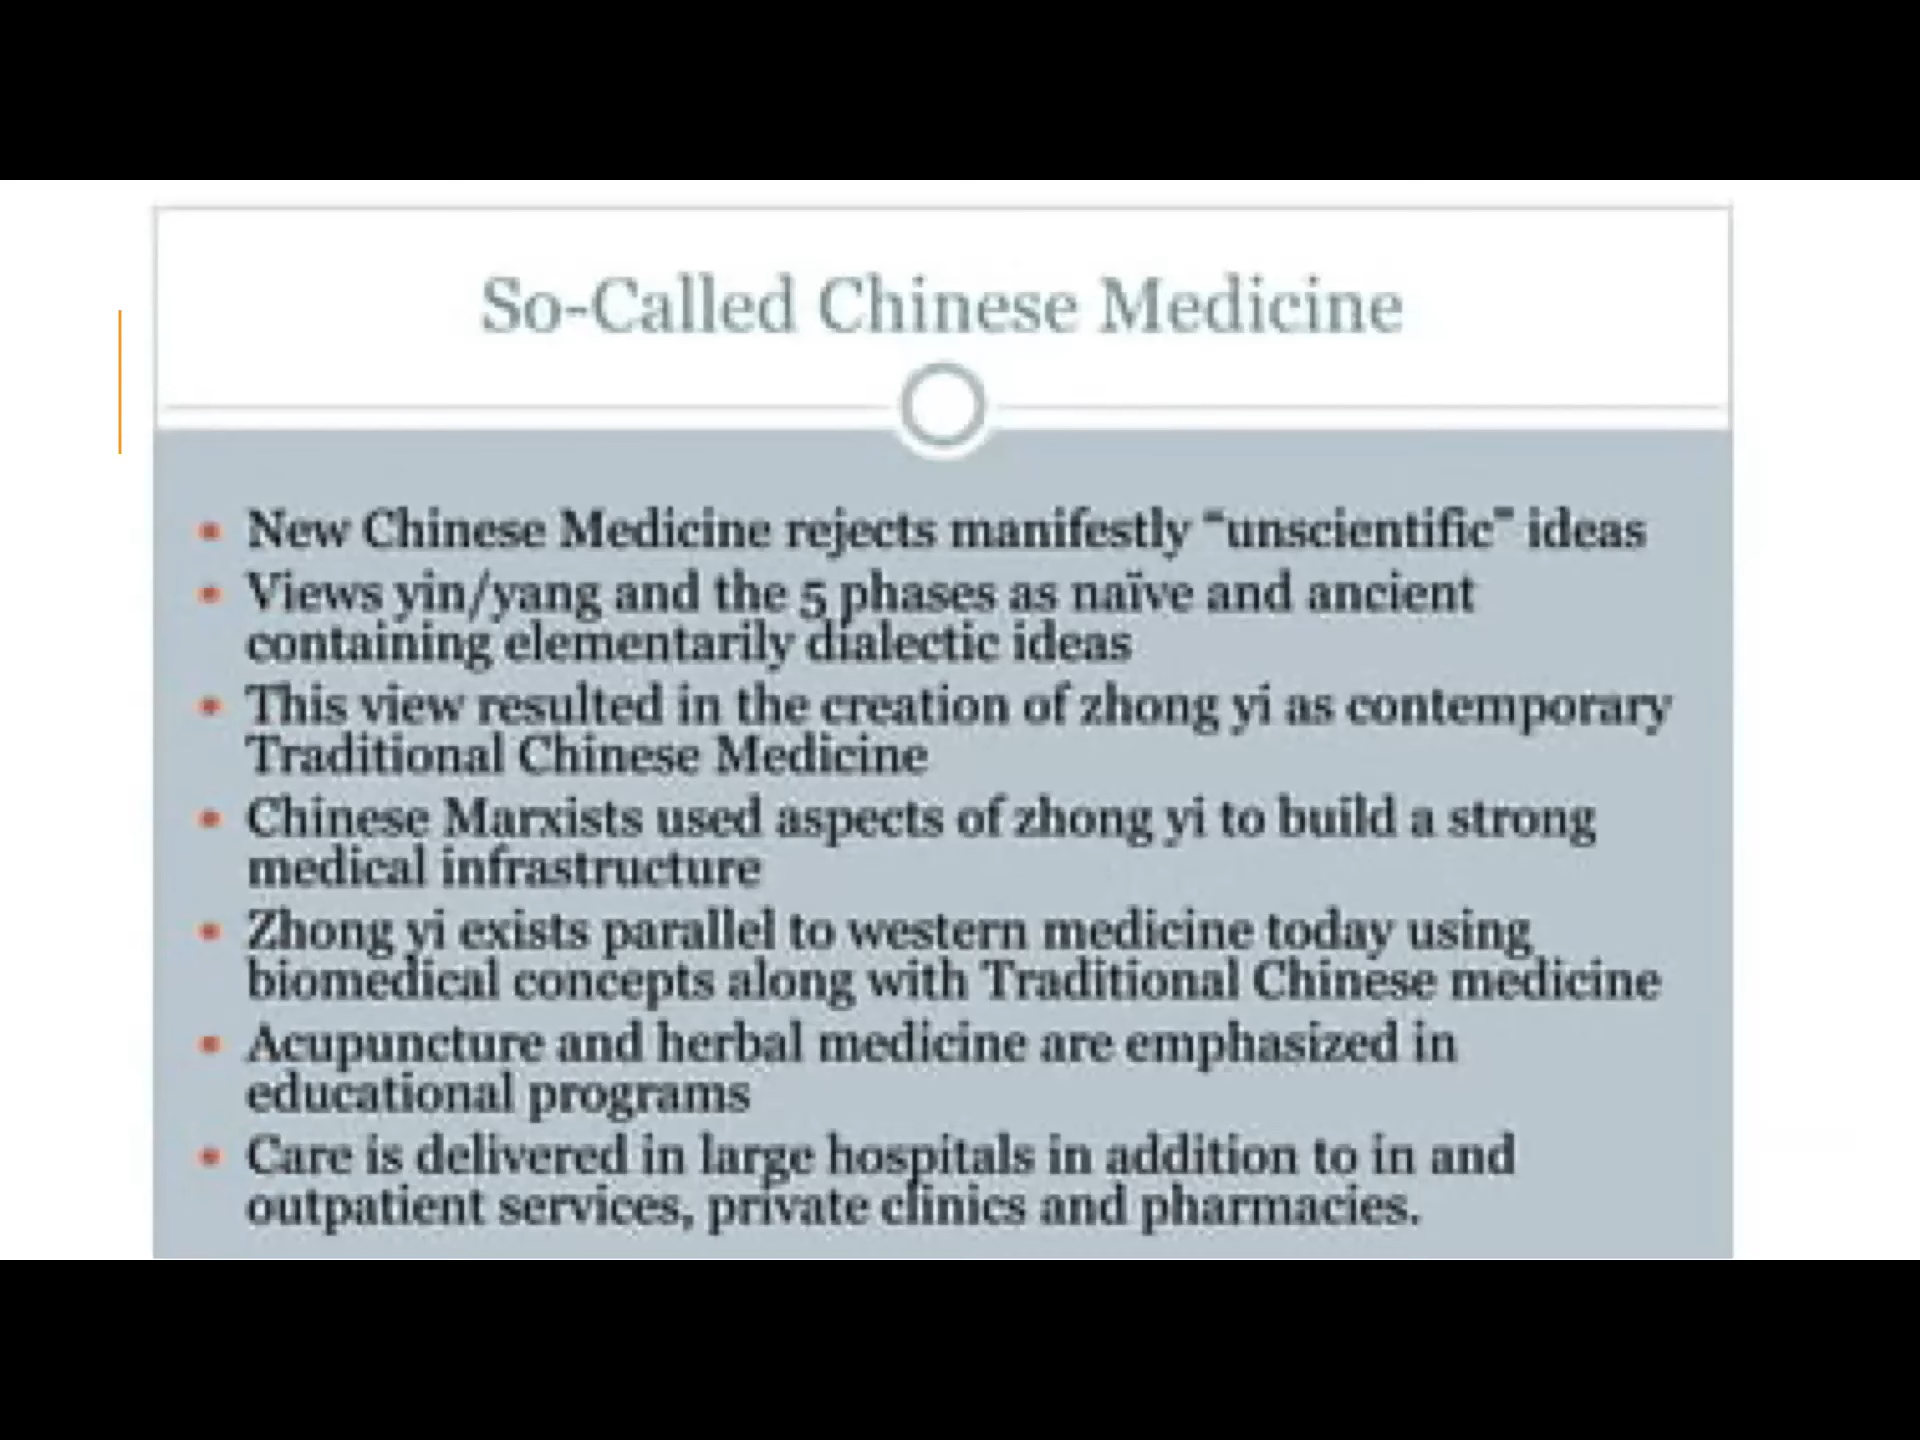 So-Called Chinese Medicine
• New Chinese Medicine rejects manifestly “unscientific” ideas
• Views yin/yang and the 5 phases as naïve and ancient
containing elementarily dialectic ideas
• This view resulted in the creation of zhong yi as contemporary
Traditional Chinese Medicine
• Chinese Marxists used aspects of zhong yi to build a strong
medical infrastructure
• Zhong yi exists parallel to western medicine today using
biomedical concepts along with Traditional Chinese medicine
• Acupuncture and herbal medicine are emphasized in
educational programs
• Care is delivered in large hospitals in addition to in and
outpatient services, private clinics and pharmacies.